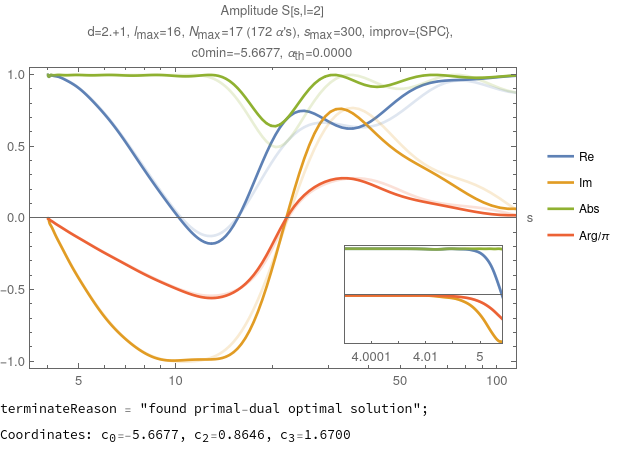 Amplitude S[s,l=2]
d=2.+1, lmax=16, Nmax=17 (172 α's), smax=300, improv={SPC},
c0min=-5.6677, αth=0.0000
1.0
0.5
0.0
-0.5
-1.0
5
10
50
100
s
Re
Im
Abs
Arg/π
4.0001
4.01
5
terminateReason = "found primal-dual optimal solution";
Coordinates: c0=-5.6677, c2=0.8646, c3=1.6700